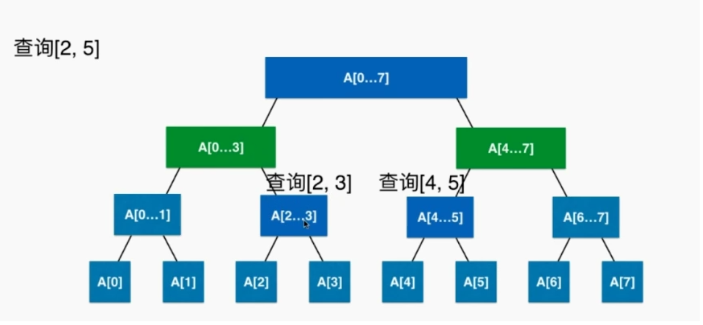 查询[2, 5]
A[0...7]
A[0...3]
A[4...7]
查询[2, 3]
查询[4, 5]
A[0...1]
A[2...3]
A[4...5]
A[6...7]
A[0]
A[1]
A[2]
A[3]
A[4]
A[5]
A[6]
A[7]